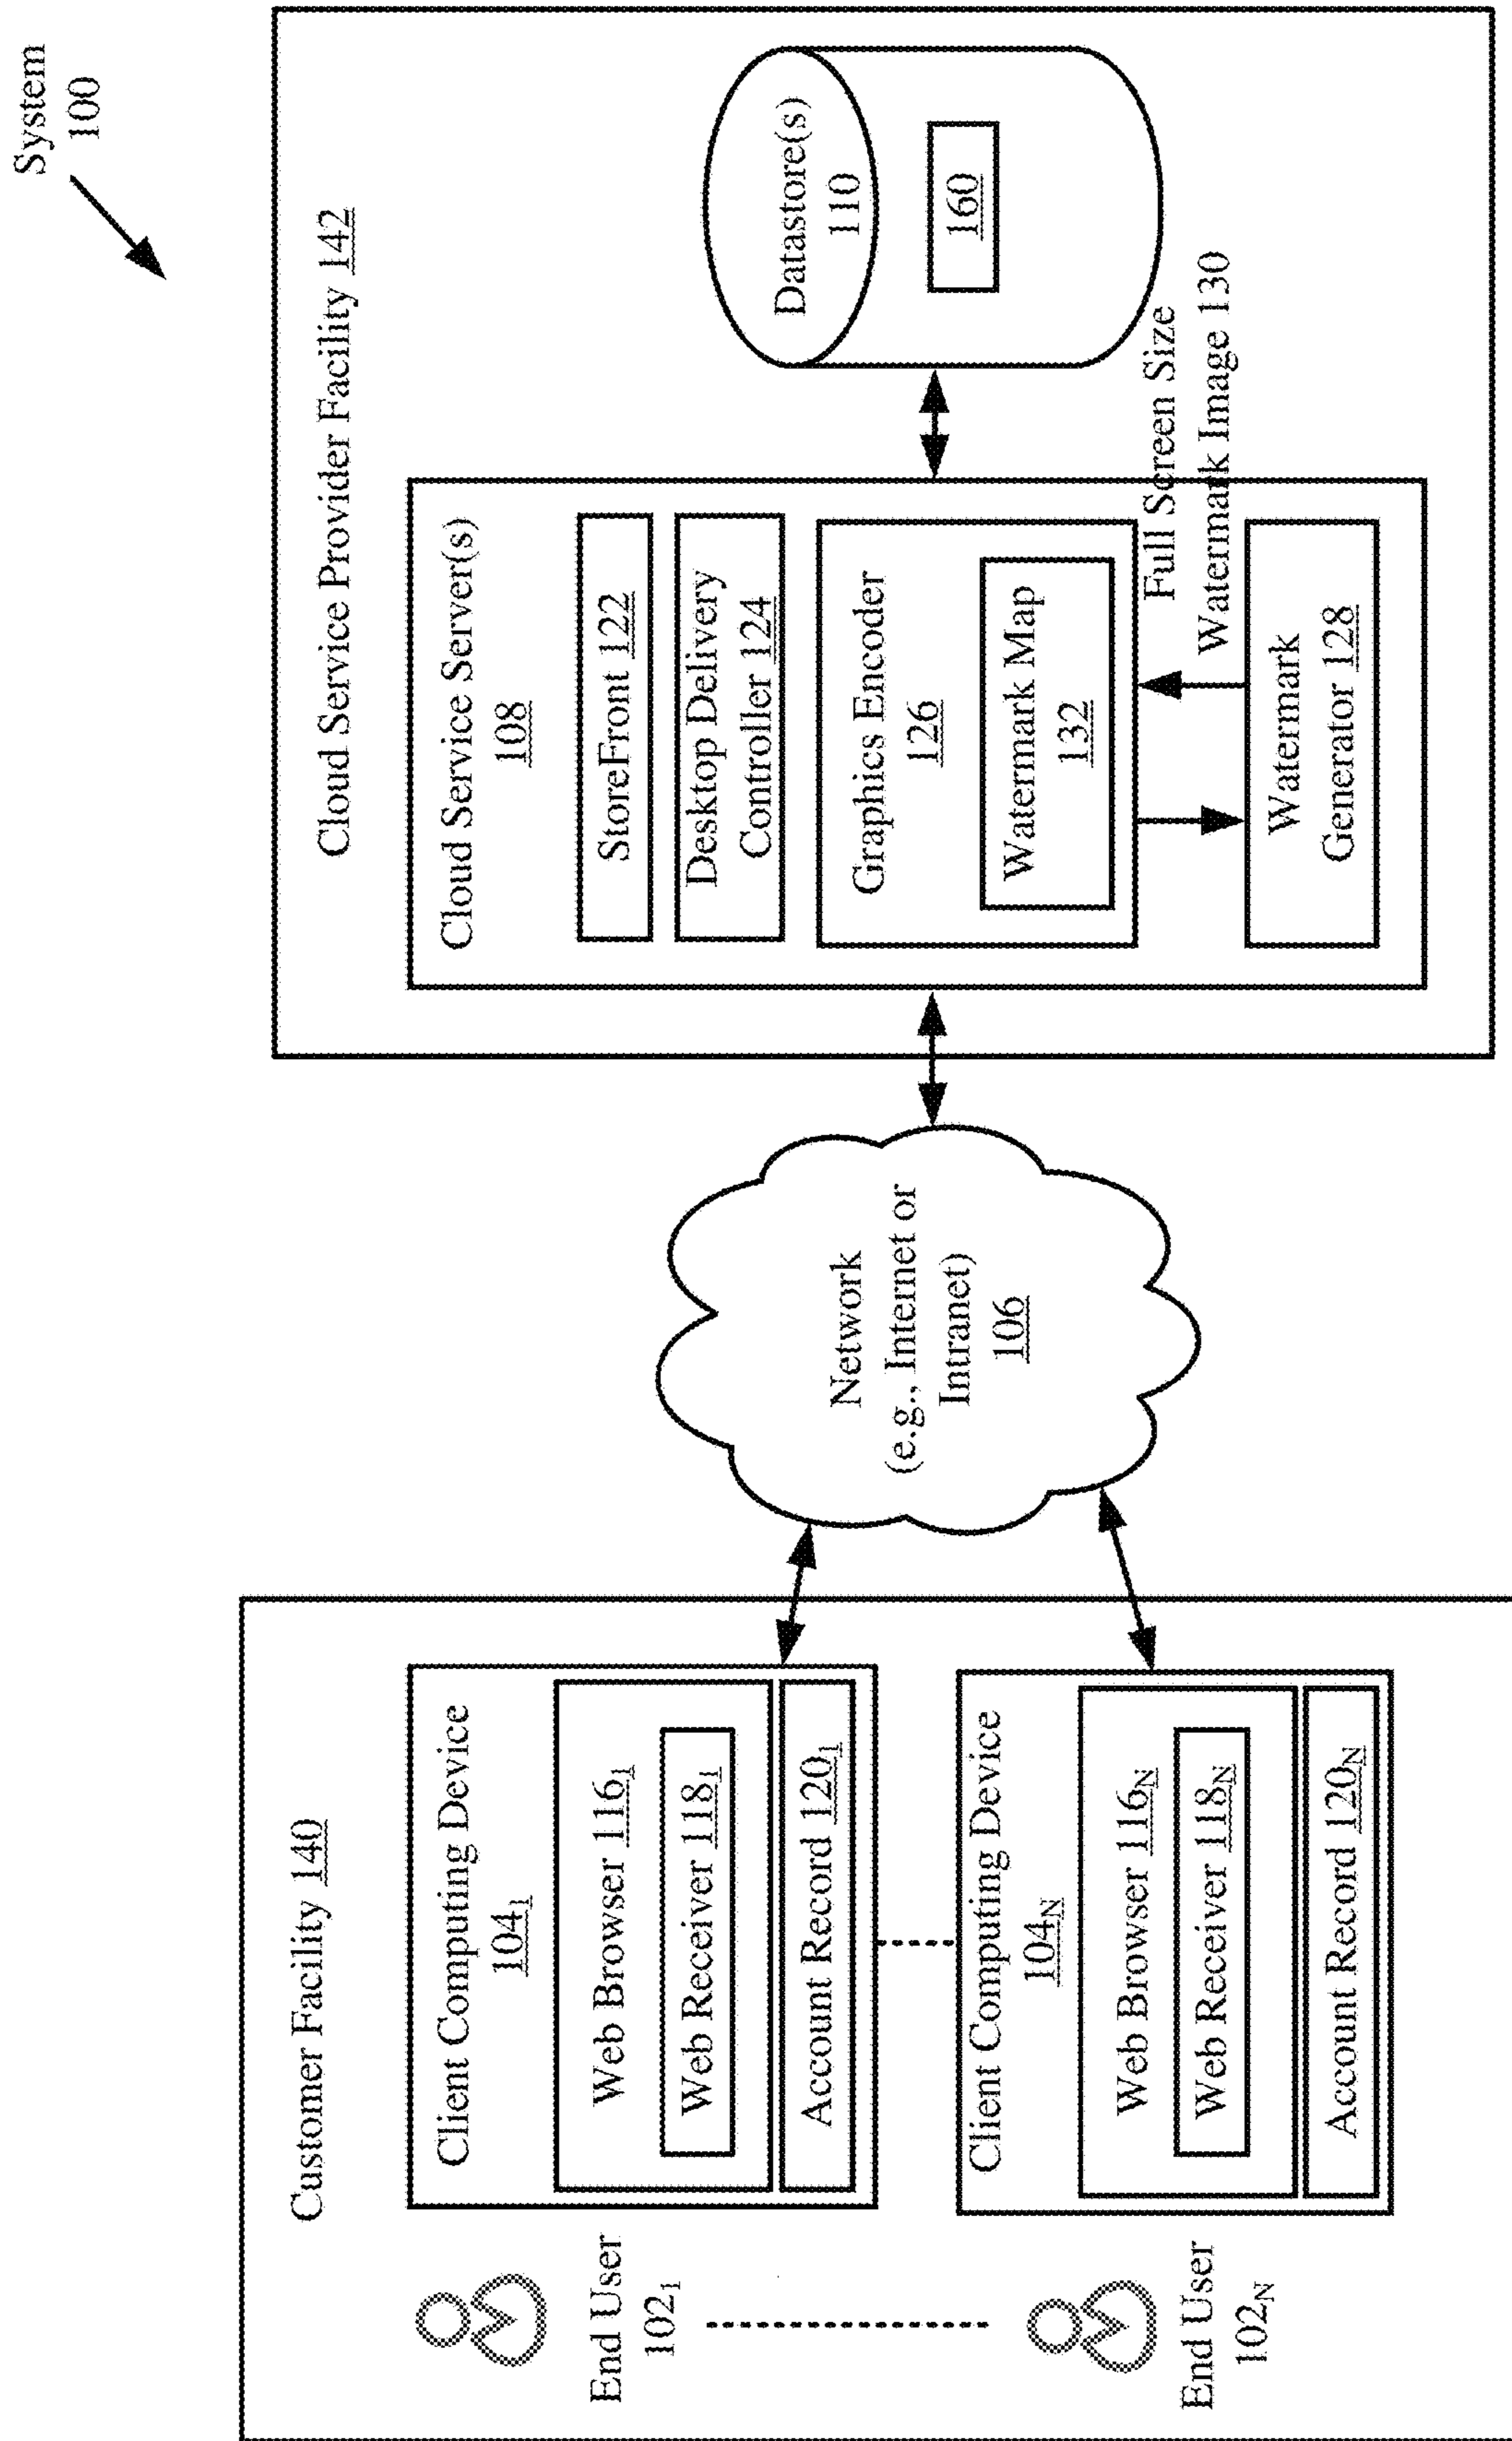 System
100
Customer Facility 140
End User
102₁
End User
102N
Client Computing Device
104₁
Web Browser 116₁
Web Receiver 118₁
Account Record 120₁
Client Computing Device
104N
Web Browser 116N
Web Receiver 118N
Account Record 120N
Network
(e.g., Internet or
Intranet)
106
Cloud Service Provider Facility 142
Cloud Service Server(s)
108
StoreFront 122
Desktop Delivery
Controller 124
Graphics Encoder
126
Watermark Map
132
Full Screen Size
Watermark Image 130
Watermark
Generator 128
Datastore(s)
110
160